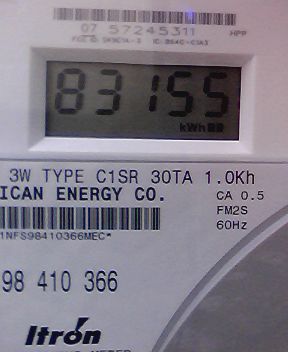 07 57245311 HPP
83155
kWh
3W TYPE C1SR 30TA 1.0Kh
ICAN ENERGY CO.
CA 0.5
FM2S
60Hz
1NFS98410366MEC*
98 410 366
Itron